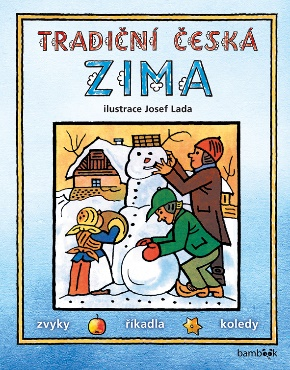 TRADIČNÍ ČESKÁ
ZIMA
ilustrace Josef Lada
zvyky říkadla koledy
bambook